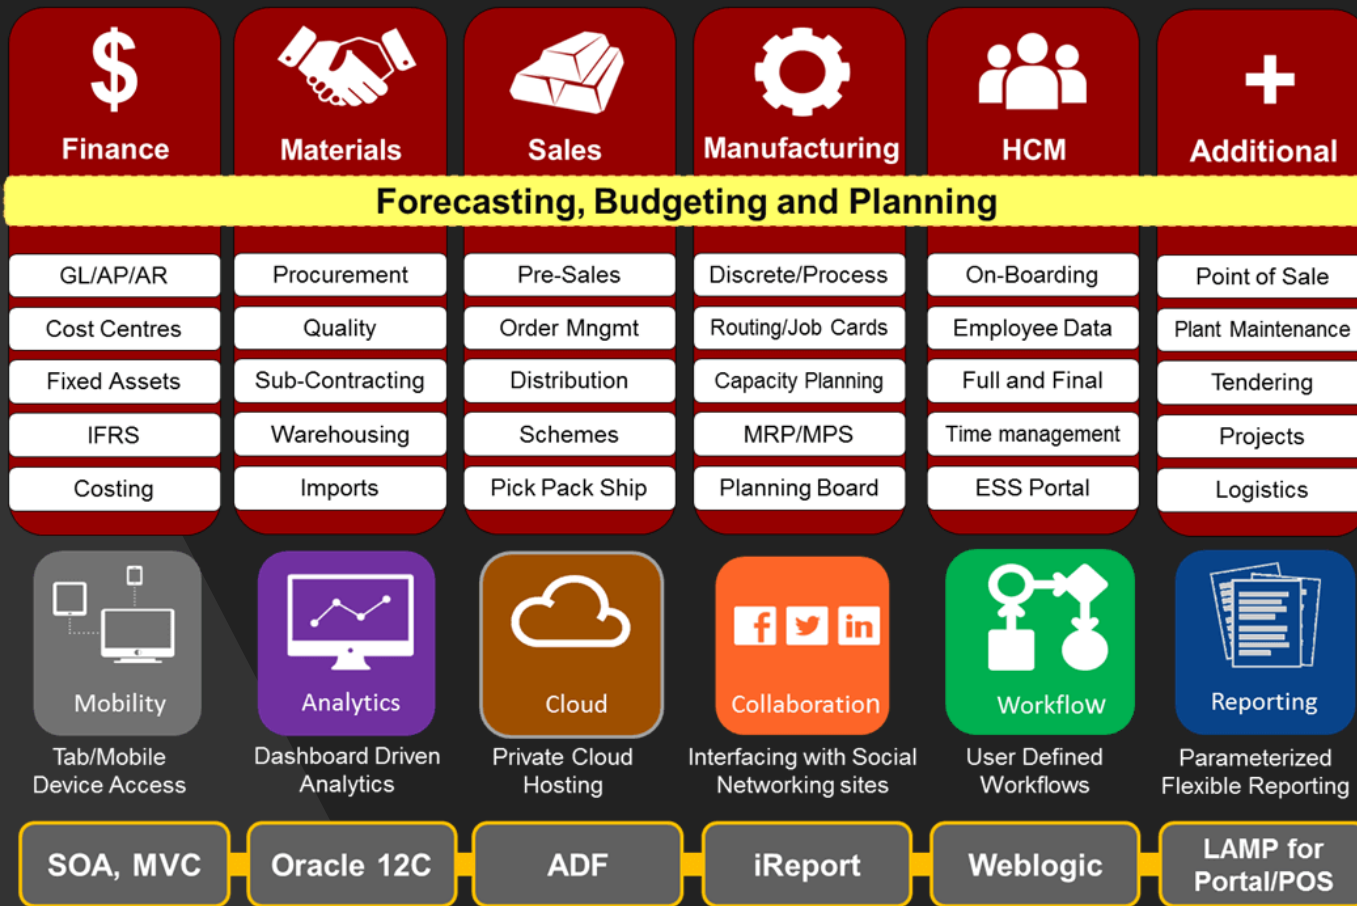 Finance
Materials
Sales
Manufacturing
HCM
Additional
Forecasting, Budgeting and Planning
GL/AP/AR
Procurement
Pre-Sales
Discrete/Process
On-Boarding
Point of Sale
Cost Centres
Quality
Order Mngmt
Routing/Job Cards
Employee Data
Plant Maintenance
Fixed Assets
Sub-Contracting
Distribution
Capacity Planning
Full and Final
Tendering
IFRS
Warehousing
Schemes
MRP/MPS
Time management
Projects
Costing
Imports
Pick Pack Ship
Planning Board
ESS Portal
Logistics
Mobility
Analytics
Cloud
Collaboration
Workflow
Reporting
Tab/Mobile
Device Access
Dashboard Driven
Analytics
Private Cloud
Hosting
Interfacing with Social
Networking sites
User Defined
Workflows
Parameterized
Flexible Reporting
SOA, MVC
Oracle 12C
ADF
iReport
Weblogic
LAMP for
Portal/POS